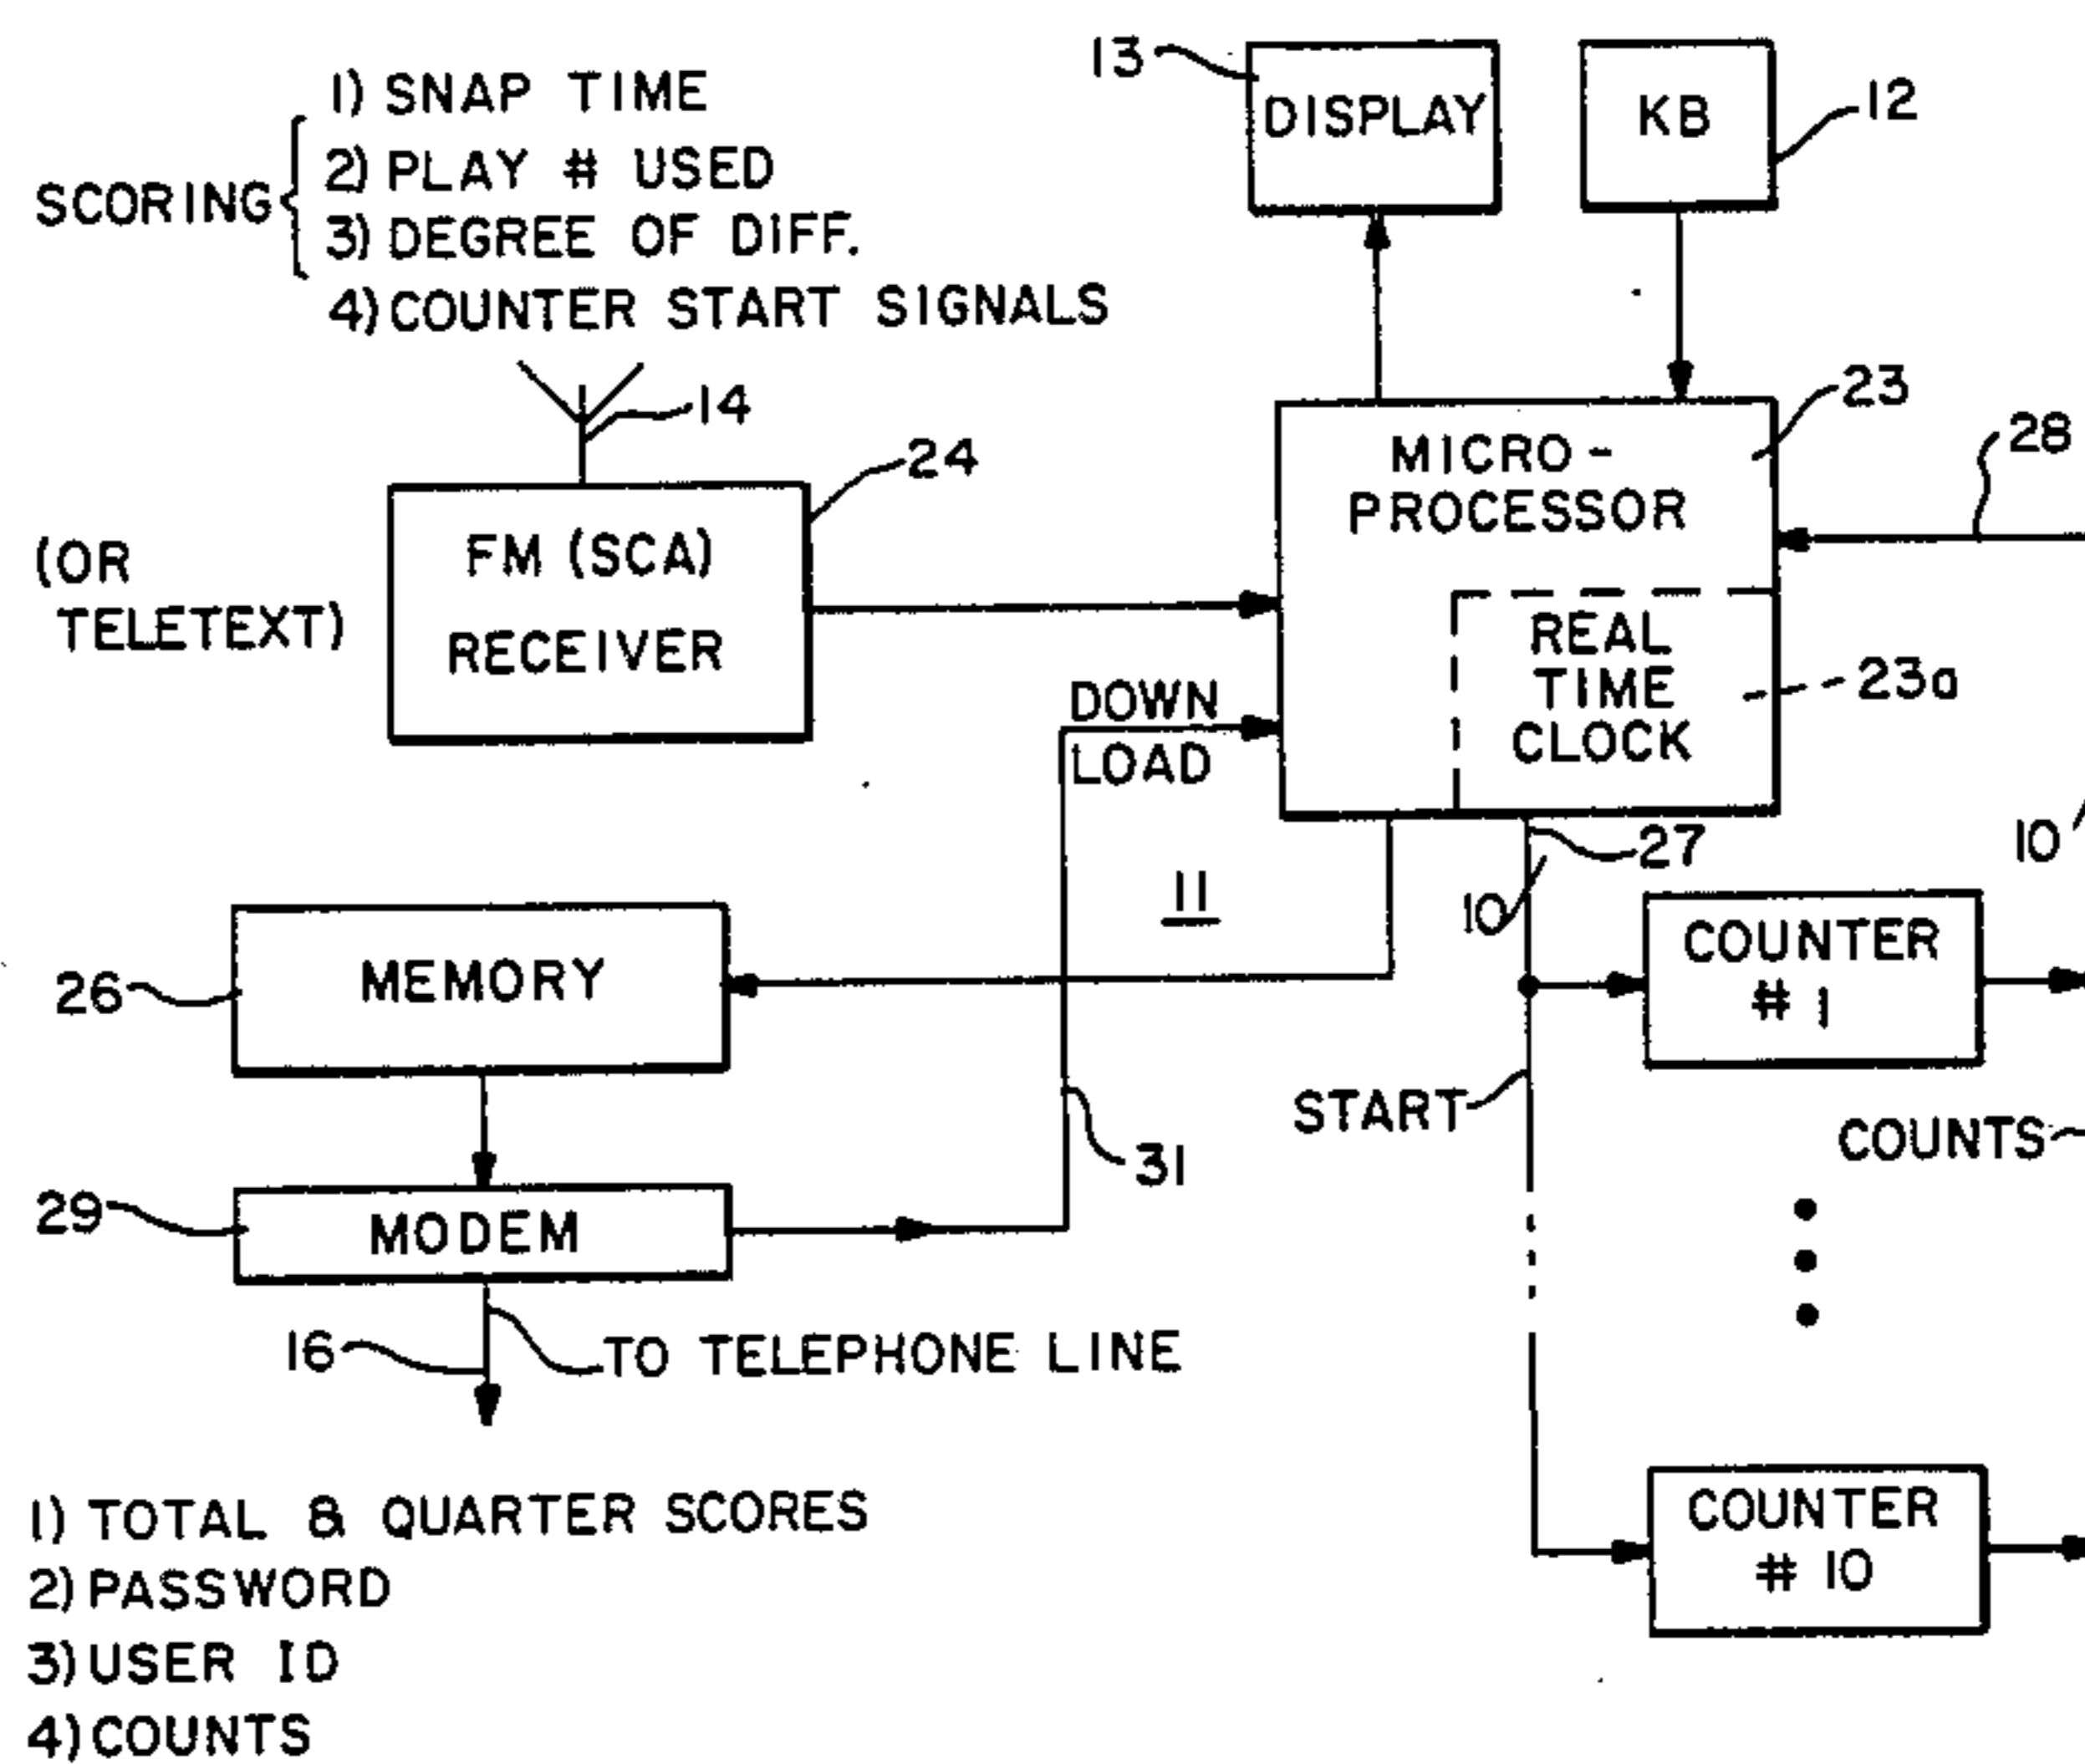 1) SNAP TIME
SCORING
2) PLAY # USED
3) DEGREE OF DIFF.
4) COUNTER START SIGNALS
14
24
(OR
TELETEXT)
FM (SCA)
RECEIVER
13
DISPLAY
KB
12
23
MICRO-
PROCESSOR
28
REAL
TIME
CLOCK
23a
DOWN
LOAD
27
10
10
11
26
MEMORY
COUNTER
# 1
START
31
COUNTS
29
MODEM
16
TO TELEPHONE LINE
COUNTER
# 10
1) TOTAL & QUARTER SCORES
2) PASSWORD
3) USER ID
4) COUNTS